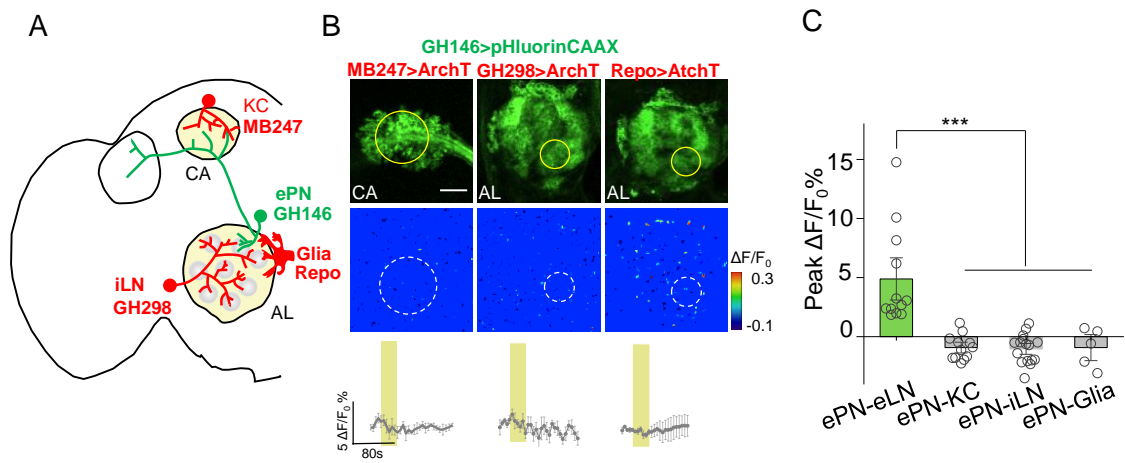 A
KC
MB247
CA
ePN
GH146
Glia
Repo
iLN
GH298
AL
B
GH146>pHluorinCAAX
MB247>ArchT GH298>ArchT Repo>AtchT
CA AL AL
ΔF/F0
0.3
-0.1
5 ΔF/F0 %
80s
C
***
Peak ΔF/F0%
15
10
5
0
ePN-eLN ePN-KC ePN-iLN ePN-Glia